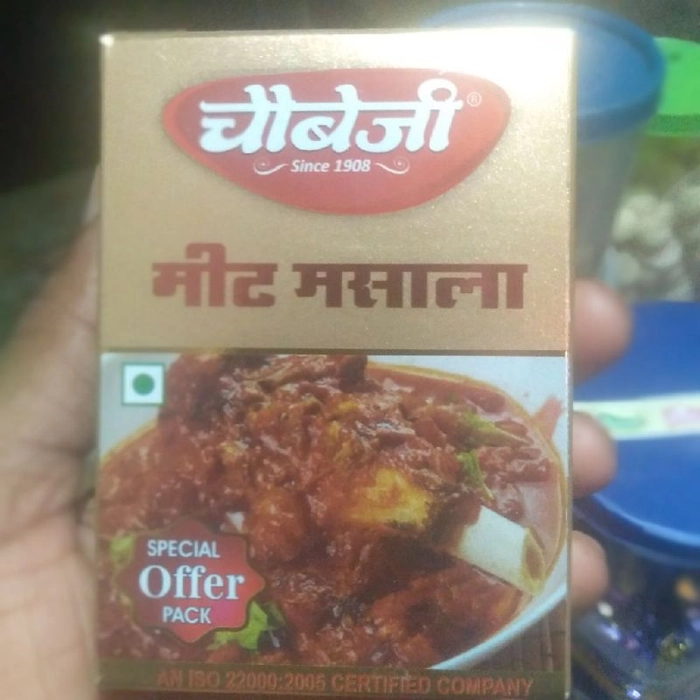 चौबेजी ®
Since 1908
मीट मसाला
SPECIAL
Offer
PACK
AN ISO 22000:2005 CERTIFIED COMPANY